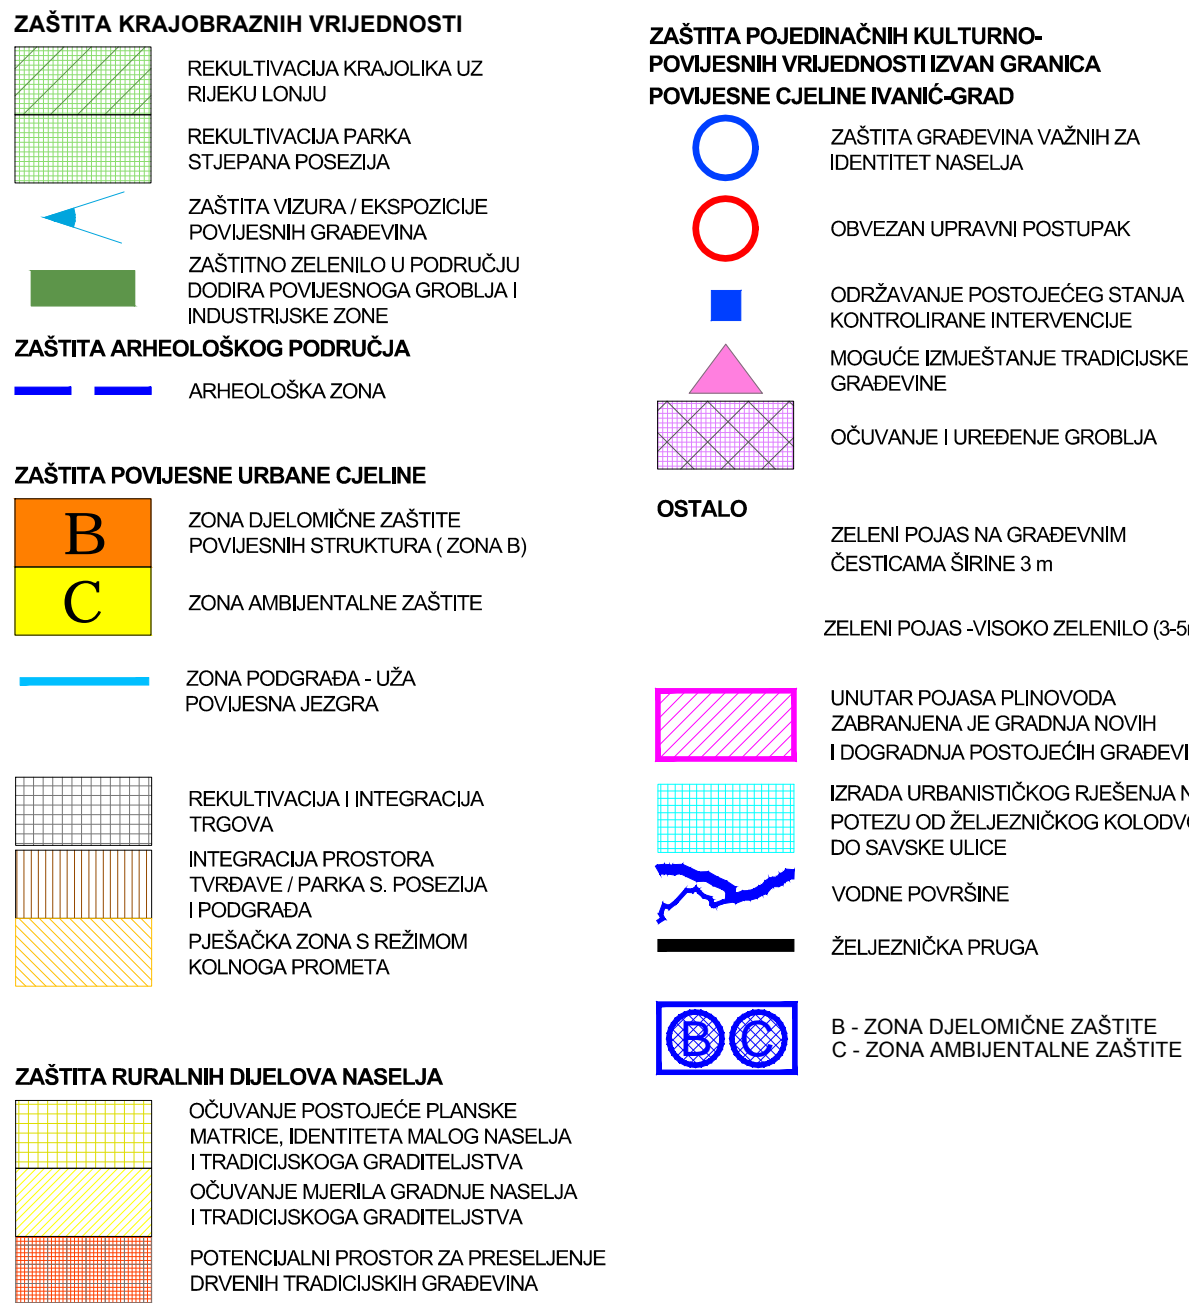 ZAŠTITA KRAJOBRAZNIH VRIJEDNOSTI
REKULTIVACIJA KRAJOLIKA UZ
RIJEKU LONJU
REKULTIVACIJA PARKA
STJEPANA POSEZIJA
ZAŠTITA VIZURA / EKSPOZICIJE
POVIJESNIH GRAĐEVINA
ZAŠTITNO ZELENILO U PODRUČJU
DODIRA POVIJESNOGA GROBLJA I
INDUSTRIJSKE ZONE
ZAŠTITA ARHEOLOŠKOG PODRUČJA
ARHEOLOŠKA ZONA
ZAŠTITA POVIJESNE URBANE CJELINE
B
ZONA DJELOMIČNE ZAŠTITE
POVIJESNIH STRUKTURA ( ZONA B)
C
ZONA AMBIJENTALNE ZAŠTITE
ZONA PODGRAĐA - UŽA
POVIJESNA JEZGRA
REKULTIVACIJA I INTEGRACIJA
TRGOVA
INTEGRACIJA PROSTORA
TVRĐAVE / PARKA S. POSEZIJA
I PODGRAĐA
PJEŠAČKA ZONA S REŽIMOM
KOLNOGA PROMETA
ZAŠTITA RURALNIH DIJELOVA NASELJA
OČUVANJE POSTOJEĆE PLANSKE
MATRICE, IDENTITETA MALOG NASELJA
I TRADICIJSKOGA GRADITELJSTVA
OČUVANJE MJERILA GRADNJE NASELJA
I TRADICIJSKOGA GRADITELJSTVA
POTENCIJALNI PROSTOR ZA PRESELJENJE
DRVENIH TRADICIJSKIH GRAĐEVINA
ZAŠTITA POJEDINAČNIH KULTURNO-
POVIJESNIH VRIJEDNOSTI IZVAN GRANICA
POVIJESNE CJELINE IVANIĆ-GRAD
ZAŠTITA GRAĐEVINA VAŽNIH ZA
IDENTITET NASELJA
OBVEZAN UPRAVNI POSTUPAK
ODRŽAVANJE POSTOJEĆEG STANJA
KONTROLIRANE INTERVENCIJE
MOGUĆE IZMJEŠTANJE TRADICIJSKE
GRAĐEVINE
OČUVANJE I UREĐENJE GROBLJA
OSTALO
ZELENI POJAS NA GRAĐEVNIM
ČESTICAMA ŠIRINE 3 m
ZELENI POJAS -VISOKO ZELENILO (3-5
UNUTAR POJASA PLINOVODA
ZABRANJENA JE GRADNJA NOVIH
I DOGRADNJA POSTOJEĆIH GRAĐEVI
IZRADA URBANISTIČKOG RJEŠENJA N
POTEZU OD ŽELJEZNIČKOG KOLODV
DO SAVSKE ULICE
VODNE POVRŠINE
ŽELJEZNIČKA PRUGA
B C
B - ZONA DJELOMIČNE ZAŠTITE
C - ZONA AMBIJENTALNE ZAŠTITE